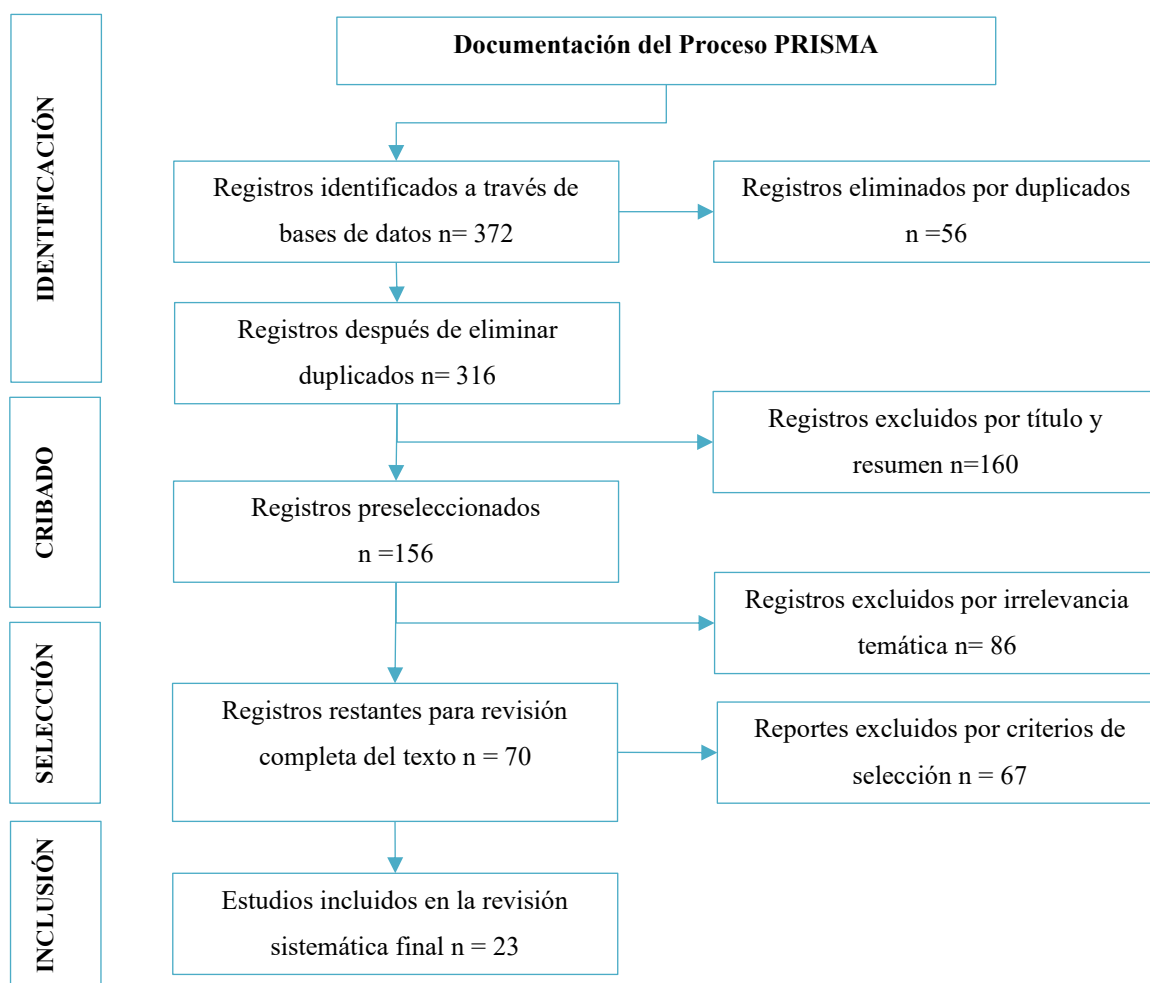 Documentación del Proceso PRISMA
IDENTIFICACIÓN
Registros identificados a través de
bases de datos n= 372
Registros eliminados por duplicados
n =56
Registros después de eliminar
duplicados n= 316
CRIBADO
Registros excluidos por título y
resumen n=160
Registros preseleccionados
n =156
Registros excluidos por irrelevancia
temática n= 86
SELECCIÓN
Registros restantes para revisión
completa del texto n = 70
Reportes excluidos por criterios de
selección n = 67
INCLUSIÓN
Estudios incluidos en la revisión
sistemática final n = 23